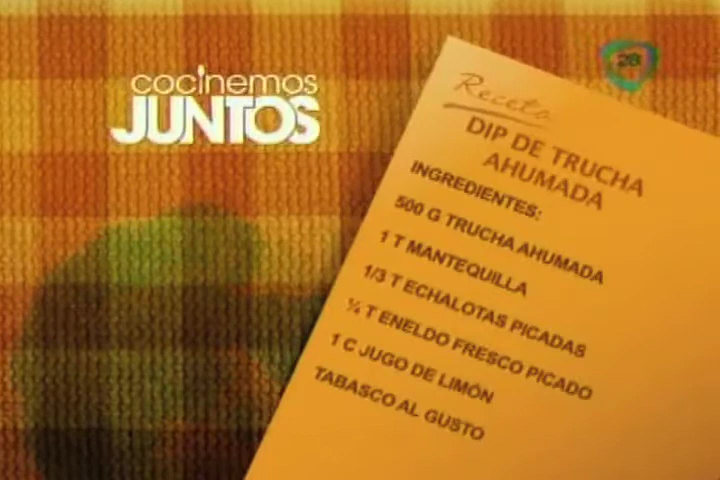 cocinemos
JUNTOS
28
Receta
DIP DE TRUCHA
AHUMADA
INGREDIENTES:
500 G TRUCHA AHUMADA
1 T MANTEQUILLA
1/3 T ECHALOTAS PICADAS
¼ T ENELDO FRESCO PICADO
1 C JUGO DE LIMÓN
TABASCO AL GUSTO